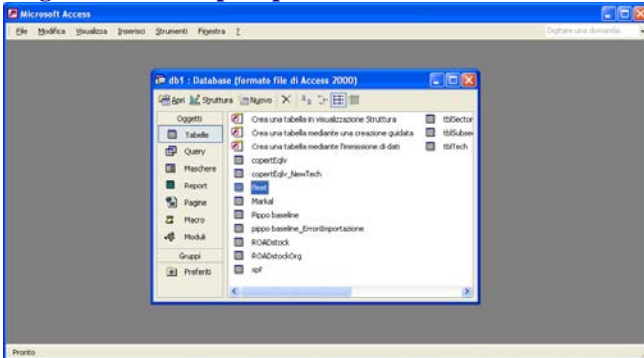 Microsoft Access
File Modifica Visualizza Inserisci Strumenti Finestra ?
Digitare una domanda.
db1 : Database (formato file di Access 2000)
Apri Struttura Nuovo
Oggetti
Tabelle
Query
Maschere
Report
Pagine
Macro
Moduli
Gruppi
Preferiti
Crea una tabella in visualizzazione Struttura
Crea una tabella mediante una creazione guidata
Crea una tabella mediante l'immissione di dati
copertEqlv
copertEqlv_NewTech
fleet
Markal
Pippo baseline
pippo baseline_ErroriImportazione
ROADstock
ROADstockOrg
spf
tblSector
tblSubse
tblTech
Pronto